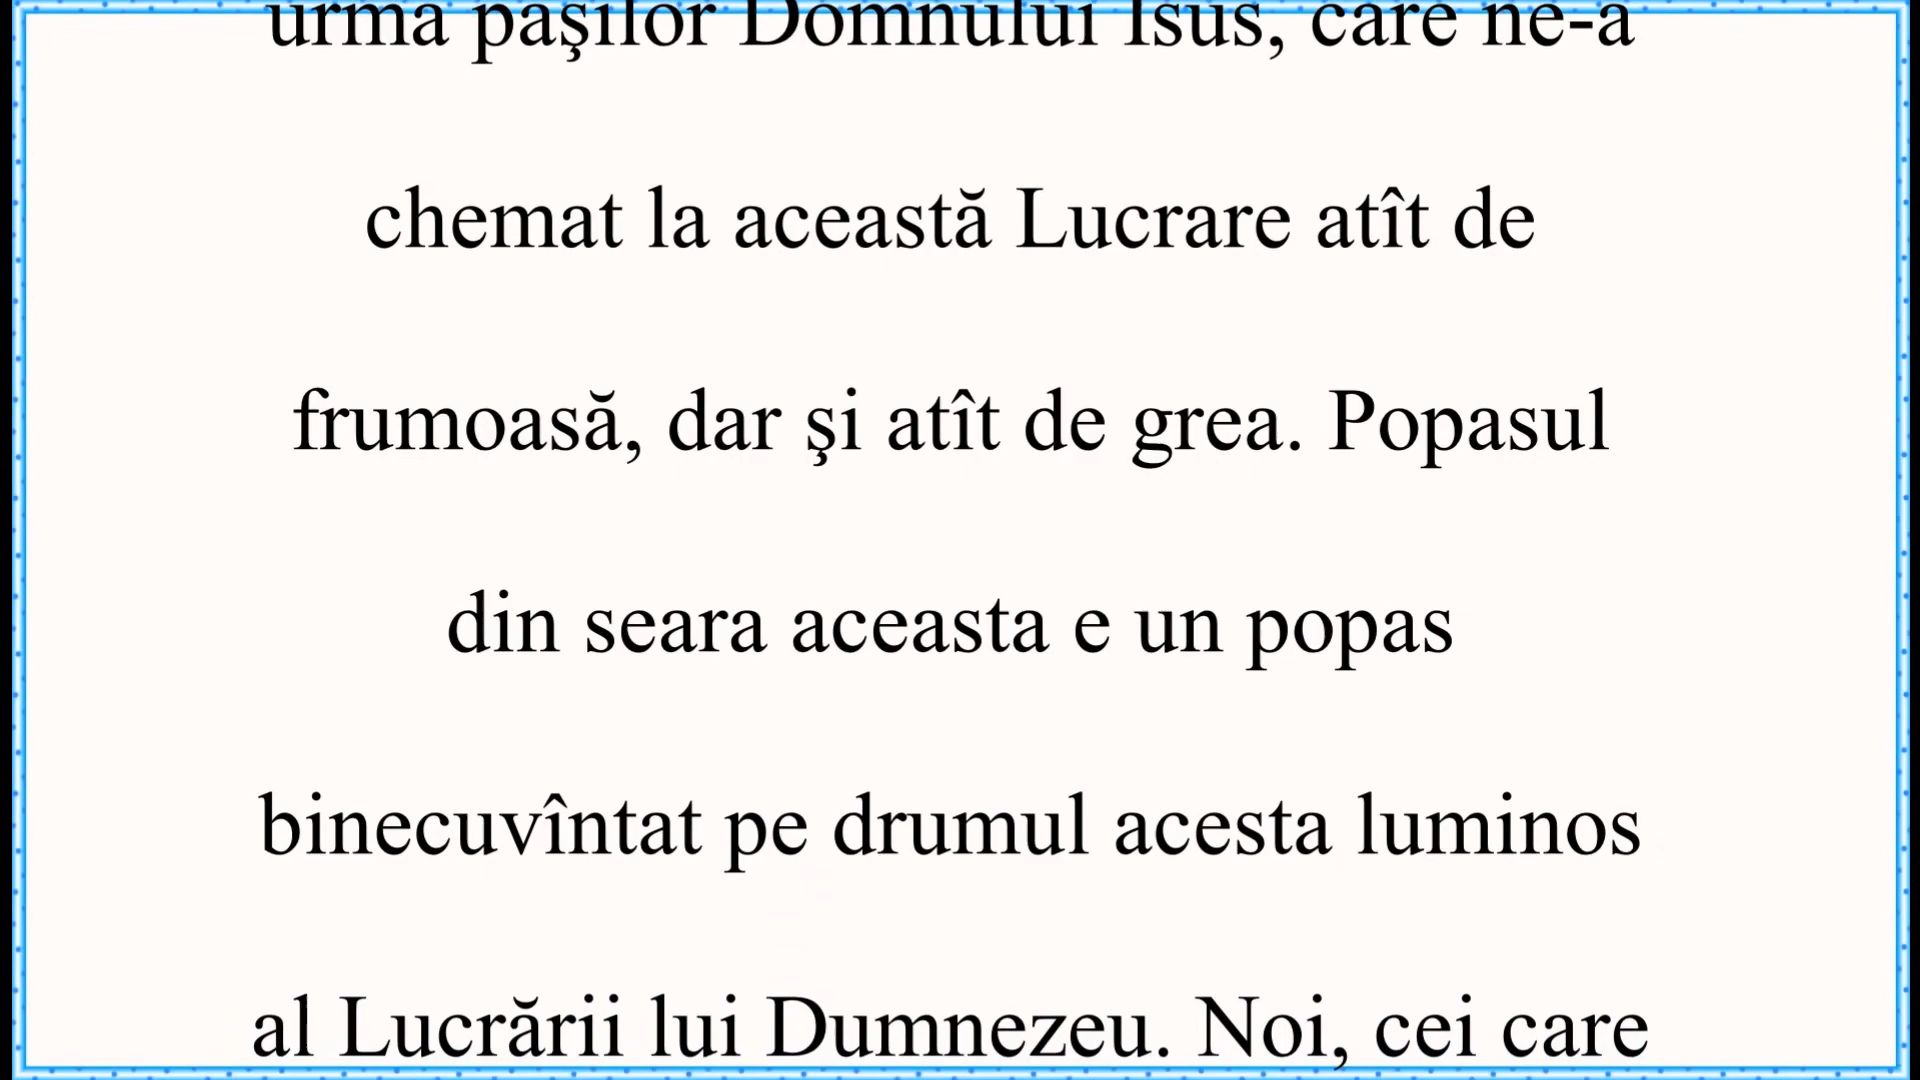 urma paşilor Domnului Isus, care ne-a
chemat la această Lucrare atît de
frumoasă, dar şi atît de grea. Popasul
din seara aceasta e un popas
binecuvîntat pe drumul acesta luminos
al Lucrării lui Dumnezeu. Noi, cei care